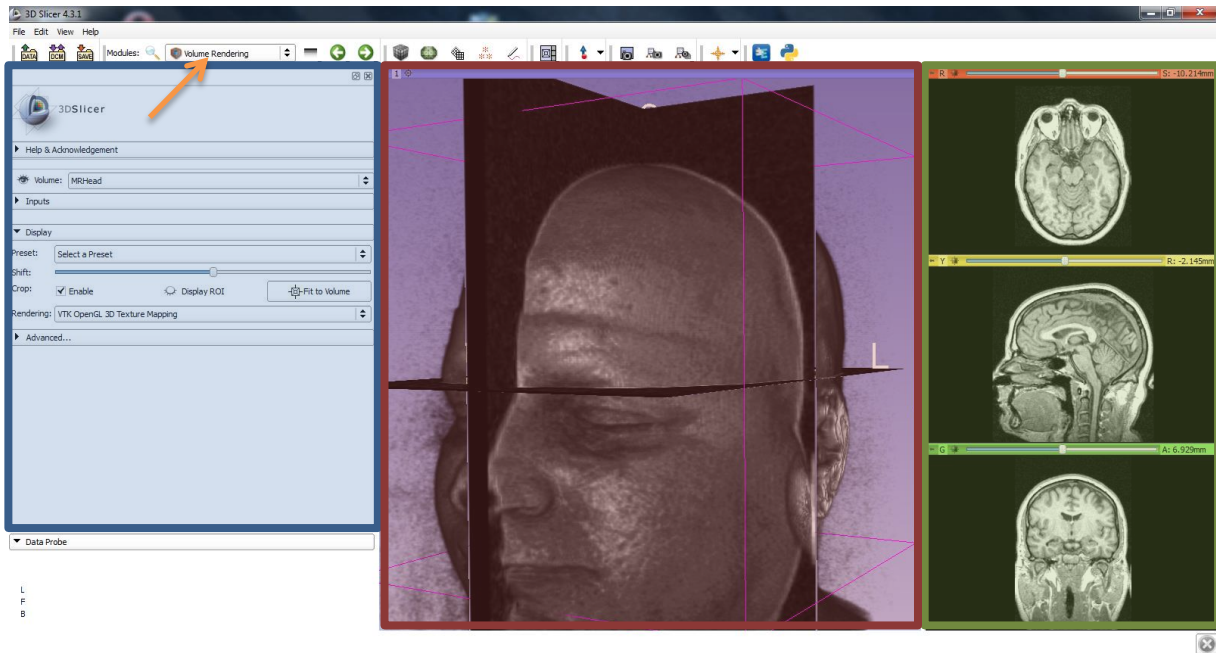 3D Slicer 4.3.1
File Edit View Help
DATA DCM SAVE Modules: Volume Rendering
1
R S: -10.214mm
3DSlicer
Help & Acknowledgement
Volume: MRHead
Inputs
Display
Preset: Select a Preset
Shift:
Crop: Enable Display ROI Fit to Volume
Rendering: VTK OpenGL 3D Texture Mapping
Advanced...
Y R: -2.145mm
L
G A: 6.929mm
Data Probe
L
F
B